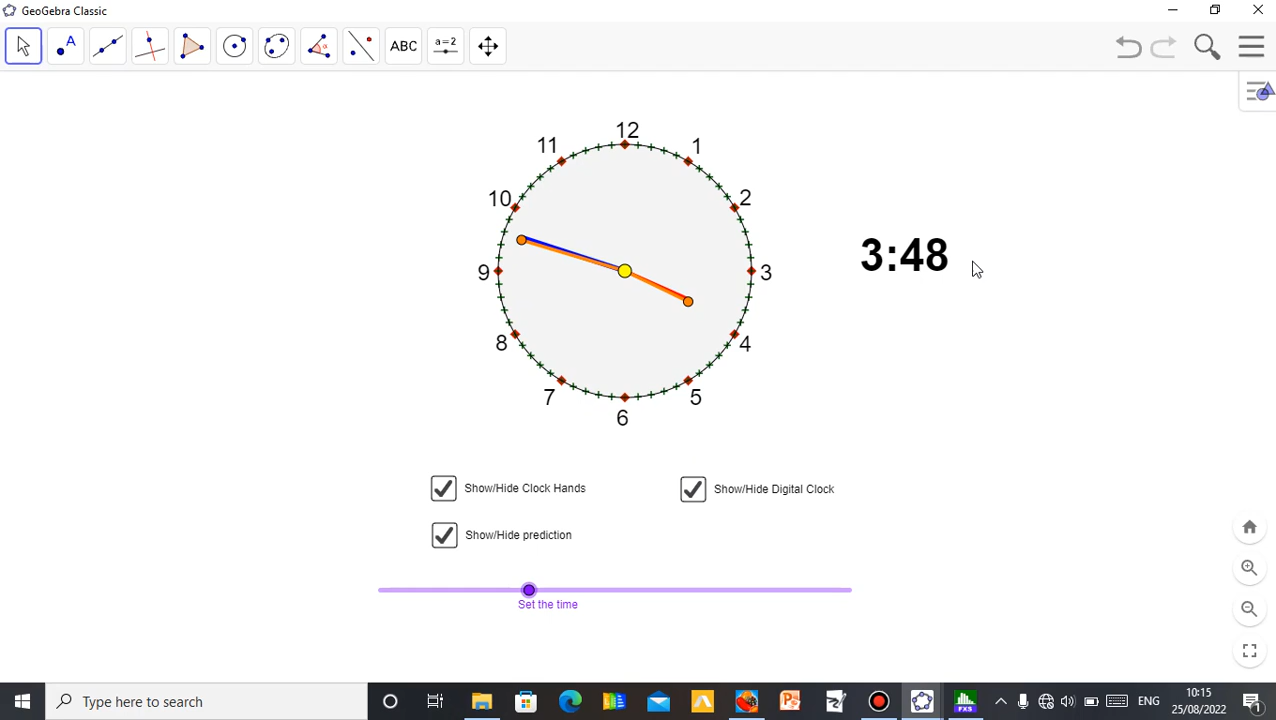 GeoGebra Classic
A
ABC
a=2
12
11
1
10
2
9
3
8
4
7
5
6
3:48
Show/Hide Clock Hands
Show/Hide Digital Clock
Show/Hide prediction
Set the time
Type here to search
FXS
ENG
10:15
25/08/2022
1